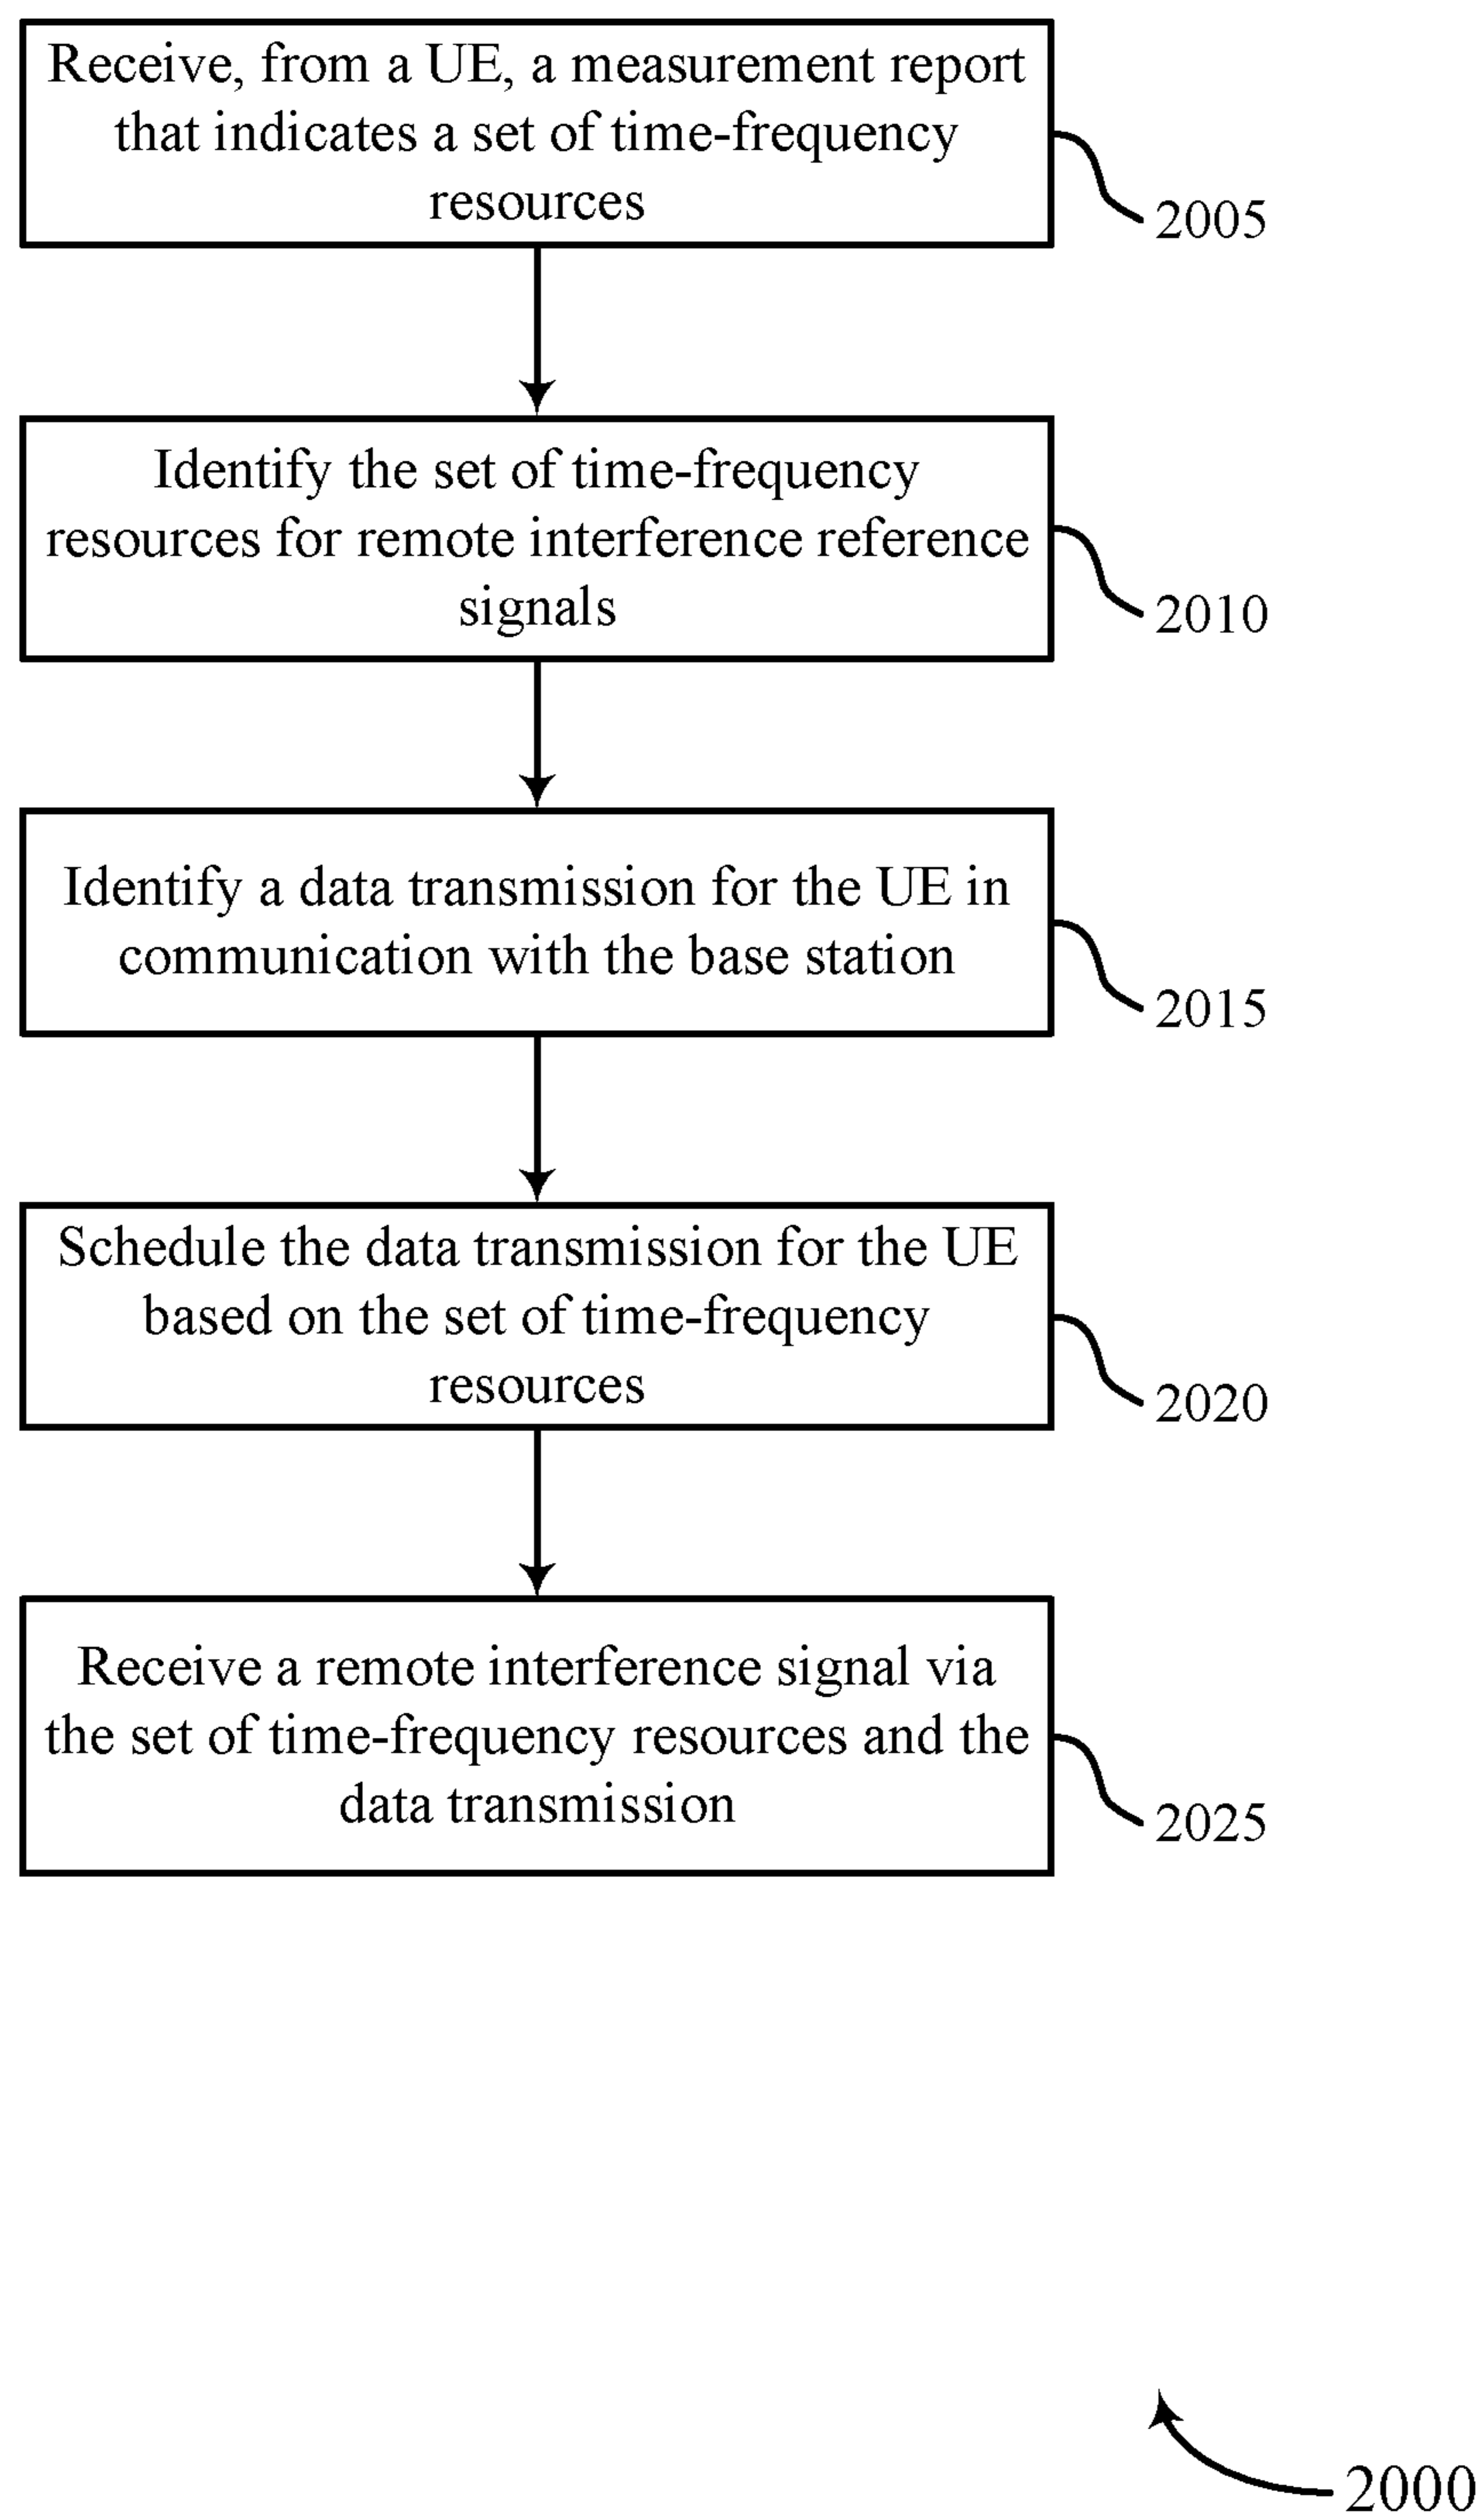 Receive, from a UE, a measurement report
that indicates a set of time-frequency
resources
2005
Identify the set of time-frequency
resources for remote interference reference
signals
2010
Identify a data transmission for the UE in
communication with the base station
2015
Schedule the data transmission for the UE
based on the set of time-frequency
resources
2020
Receive a remote interference signal via
the set of time-frequency resources and the
data transmission
2025
2000